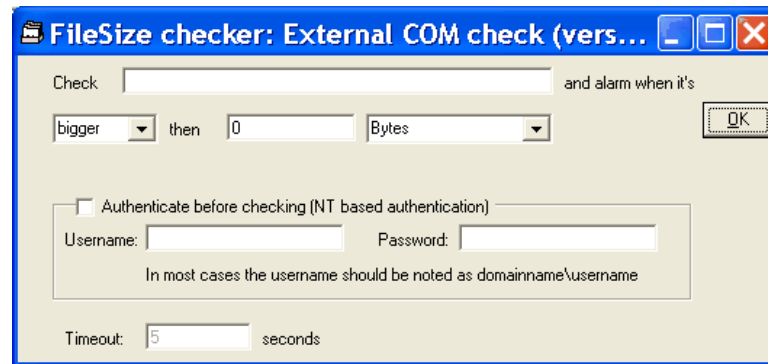 FileSize checker: External COM check (vers...
Check and alarm when it's
bigger then 0 Bytes OK
Authenticate before checking (NT based authentication)
Username: Password:
In most cases the username should be noted as domainname\username
Timeout: 5 seconds